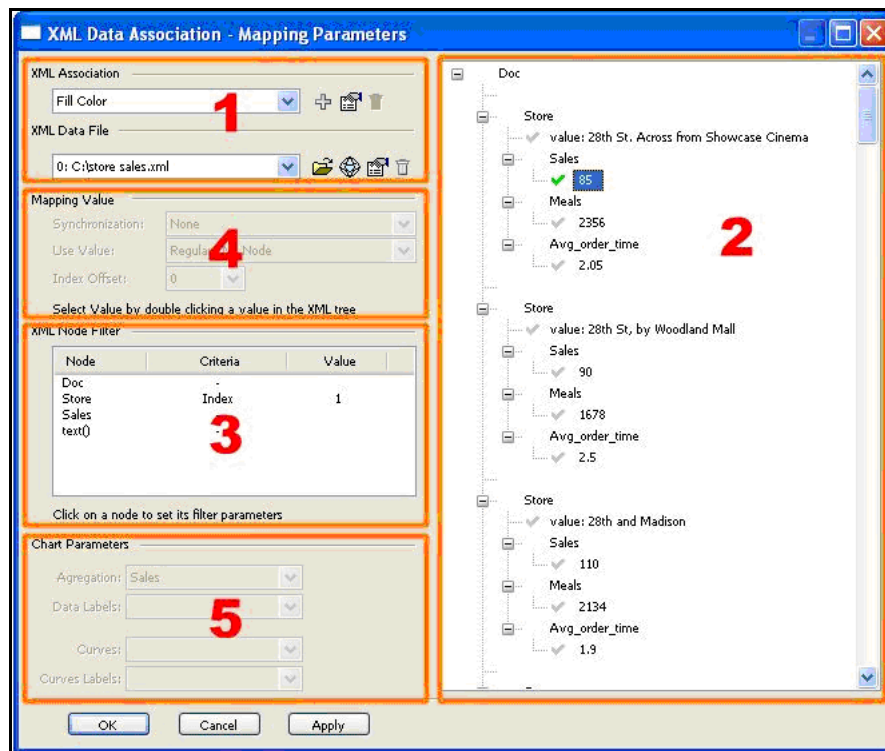 XML Data Association - Mapping Parameters
XML Association
Fill Color
1
XML Data File
0: C:\store sales.xml
Mapping Value
Synchronization: None
Use Value: Regular Node
4
Index Offset: 0
Select Value by double clicking a value in the XML tree
XML Node Filter
Node Criteria Value
Doc -
Store Index 1
Sales
text() -
3
Click on a node to set its filter parameters
Chart Parameters
Agregation: Sales
Data Labels:
5
Curves:
Curves Labels:
OK Cancel Apply
Doc
Store
value: 28th St. Across from Showcase Cinema
Sales
85
Meals
2356
2
Avg_order_time
2.05
Store
value: 28th St, by Woodland Mall
Sales
90
Meals
1678
Avg_order_time
2.5
Store
value: 28th and Madison
Sales
110
Meals
2134
Avg_order_time
1.9